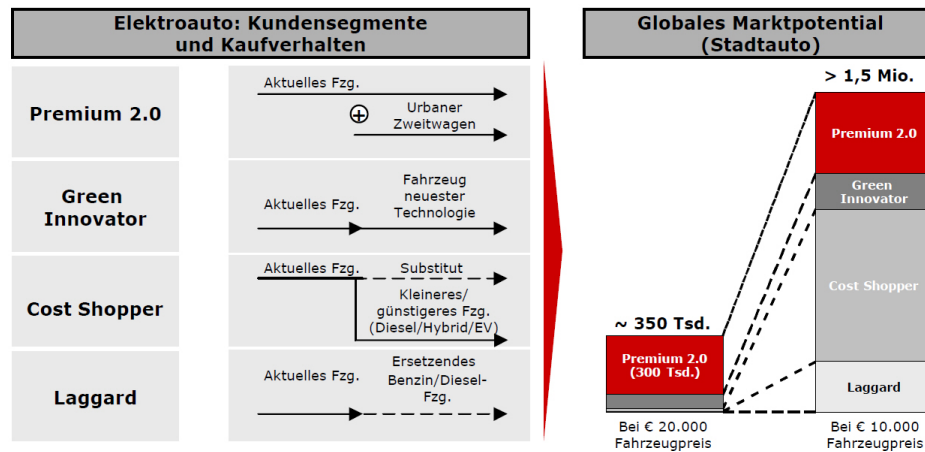 Elektroauto: Kundensegmente
und Kaufverhalten
Premium 2.0
Aktuelles Fzg.
Urbaner
Zweitwagen
Green
Innovator
Aktuelles Fzg.
Fahrzeug
neuester
Technologie
Cost Shopper
Aktuelles Fzg.
Substitut
Kleineres/
günstigeres Fzg.
(Diesel/Hybrid/EV)
Laggard
Aktuelles Fzg.
Ersetzendes
Benzin/Diesel-
Fzg.
Globales Marktpotential
(Stadtauto)
~ 350 Tsd.
Premium 2.0
(300 Tsd.)
Bei € 20.000
Fahrzeugpreis
> 1,5 Mio.
Premium 2.0
Green
Innovator
Cost Shopper
Laggard
Bei € 10.000
Fahrzeugpreis